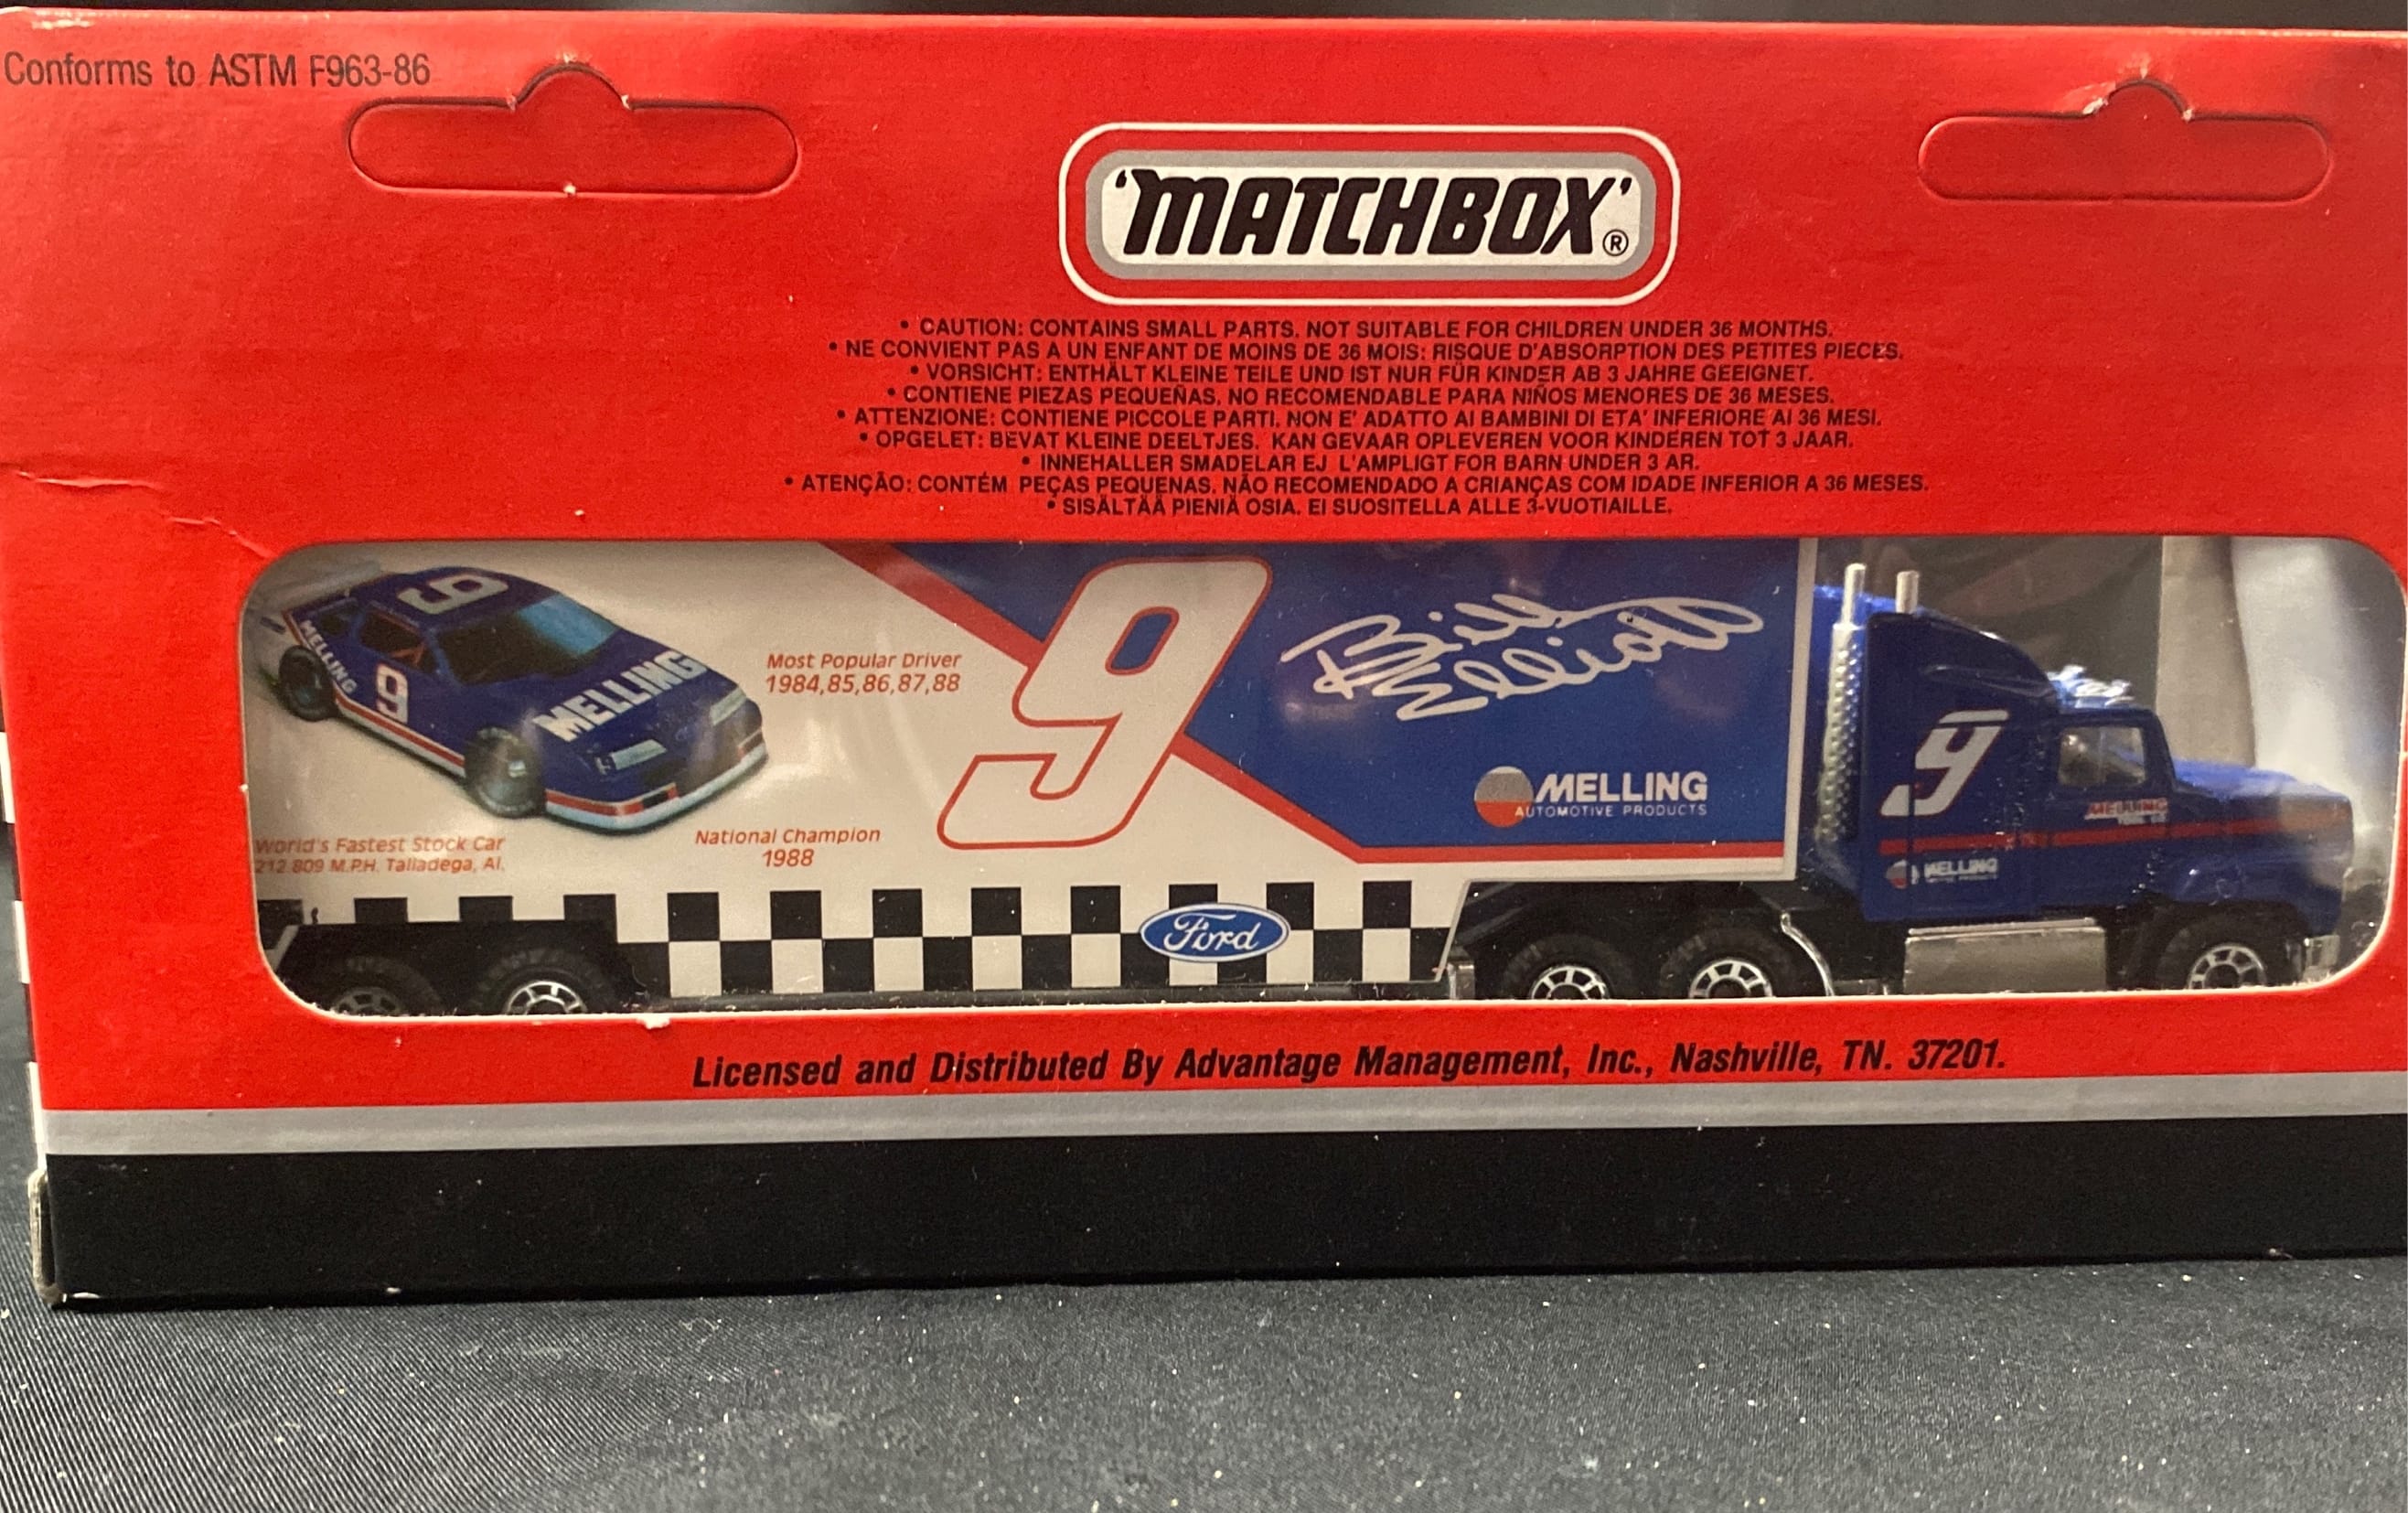 Conforms to ASTM F963-86
'MATCHBOX'®
• CAUTION: CONTAINS SMALL PARTS. NOT SUITABLE FOR CHILDREN UNDER 36 MONTHS.
• NE CONVIENT PAS A UN ENFANT DE MOINS DE 36 MOIS: RISQUE D'ABSORPTION DES PETITES PIECES.
• VORSICHT: ENTHÄLT KLEINE TEILE UND IST NUR FÜR KINDER AB 3 JAHRE GEEIGNET.
• CONTIENE PIEZAS PEQUEÑAS, NO RECOMENDABLE PARA NIÑOS MENORES DE 36 MESES.
• ATTENZIONE: CONTIENE PICCOLE PARTI. NON E' ADATTO AI BAMBINI DI ETA' INFERIORE AI 36 MESI.
• OPGELET: BEVAT KLEINE DEELTJES. KAN GEVAAR OPLEVEREN VOOR KINDEREN TOT 3 JAAR.
• INNEHALLER SMADELAR EJ L'AMPLIGT FOR BARN UNDER 3 AR.
• ATENÇÃO: CONTÉM PEÇAS PEQUENAS. NÃO RECOMENDADO A CRIANÇAS COM IDADE INFERIOR A 36 MESES.
• SISÄLTÄÄ PIENIÄ OSIA. EI SUOSITELLA ALLE 3-VUOTIAILLE.
9
MELLING
9
MELLING
Most Popular Driver
1984,85,86,87,88
World's Fastest Stock Car
212.809 M.P.H. Talladega, Al.
National Champion
1988
9
Bill
Elliott
MELLING
AUTOMOTIVE PRODUCTS
Ford
9
MELLING
MELLING
Licensed and Distributed By Advantage Management, Inc., Nashville, TN. 37201.